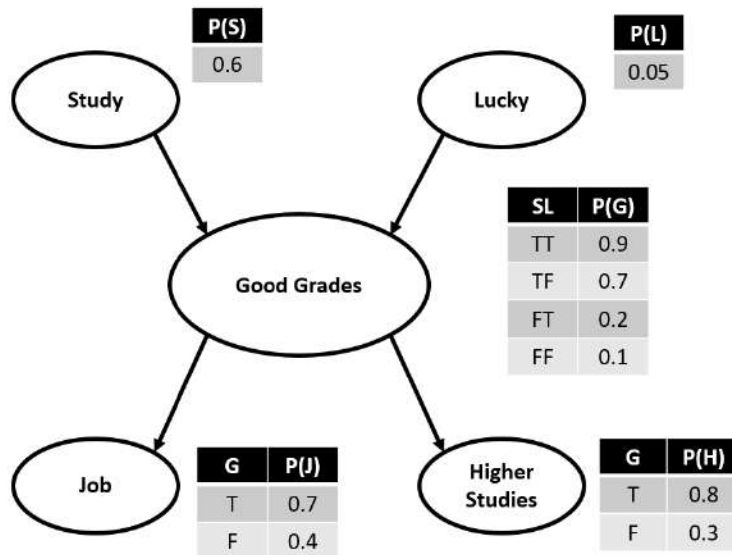 P(S)
0.6
P(L)
0.05
Study
Lucky
SL P(G)
TT 0.9
TF 0.7
FT 0.2
FF 0.1
Good Grades
Job
G P(J)
T 0.7
F 0.4
Higher
Studies
G P(H)
T 0.8
F 0.3